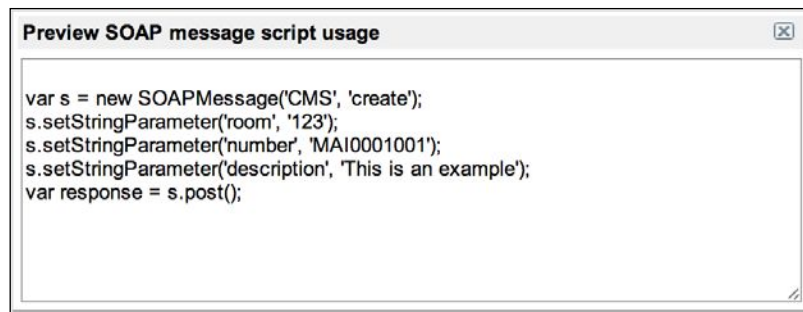 Preview SOAP message script usage
var s = new SOAPMessage('CMS', 'create');
s.setStringParameter('room', '123');
s.setStringParameter('number', 'MAI0001001');
s.setStringParameter('description', 'This is an example');
var response = s.post();